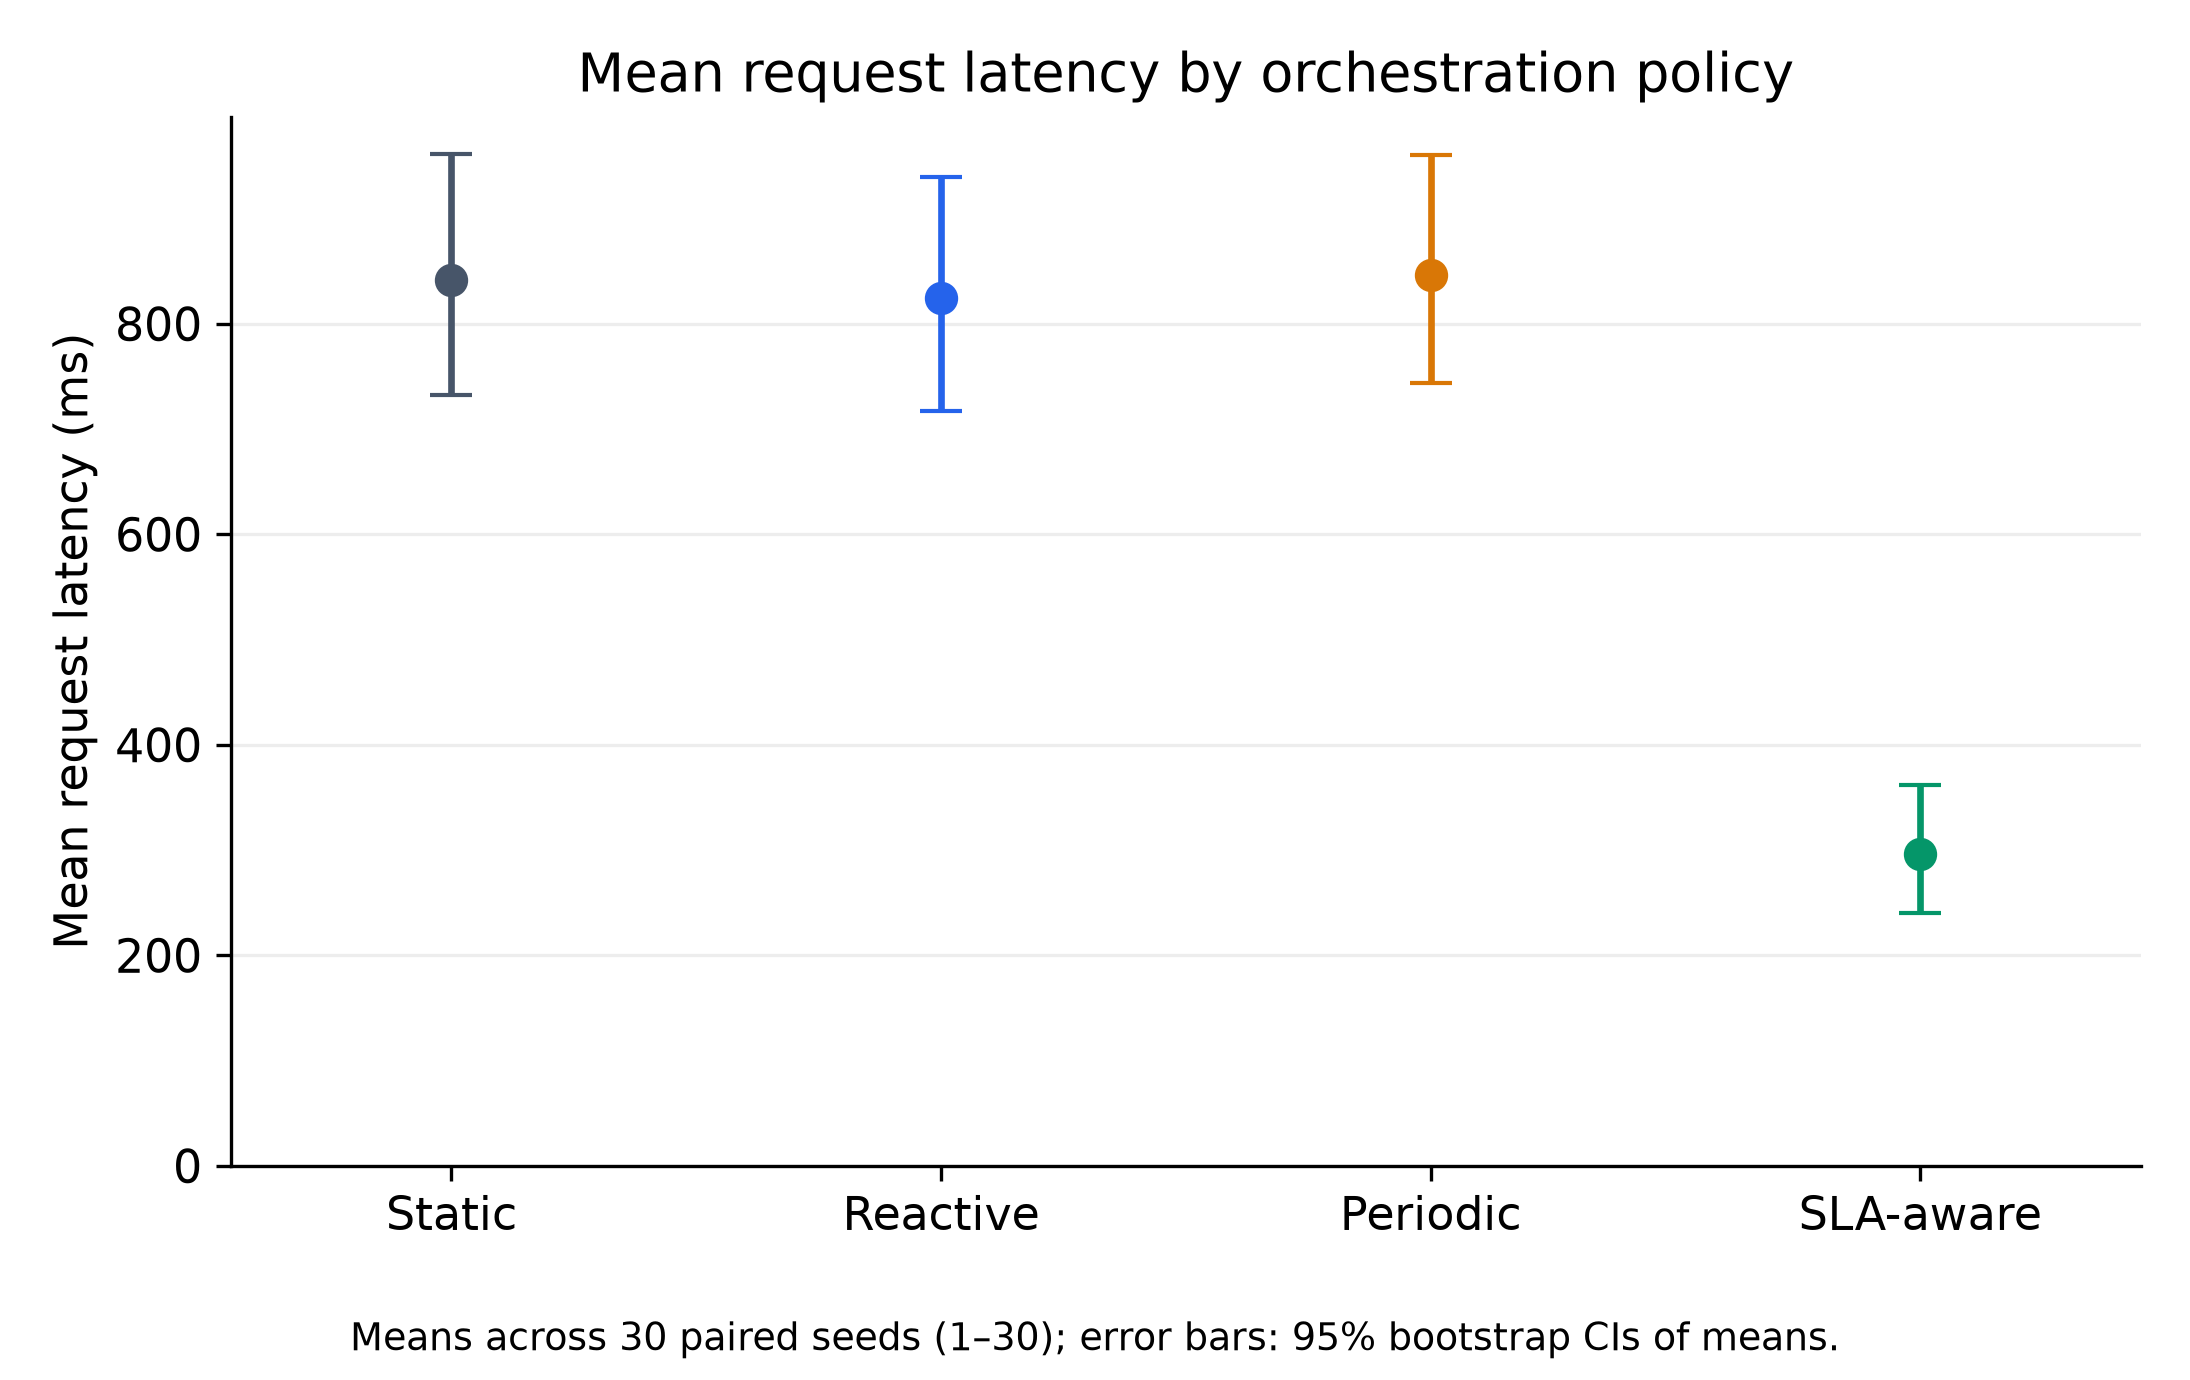 Mean request latency by orchestration policy
Mean request latency (ms)
800
600
400
200
0
Static
Reactive
Periodic
SLA-aware
Means across 30 paired seeds (1–30); error bars: 95% bootstrap CIs of means.